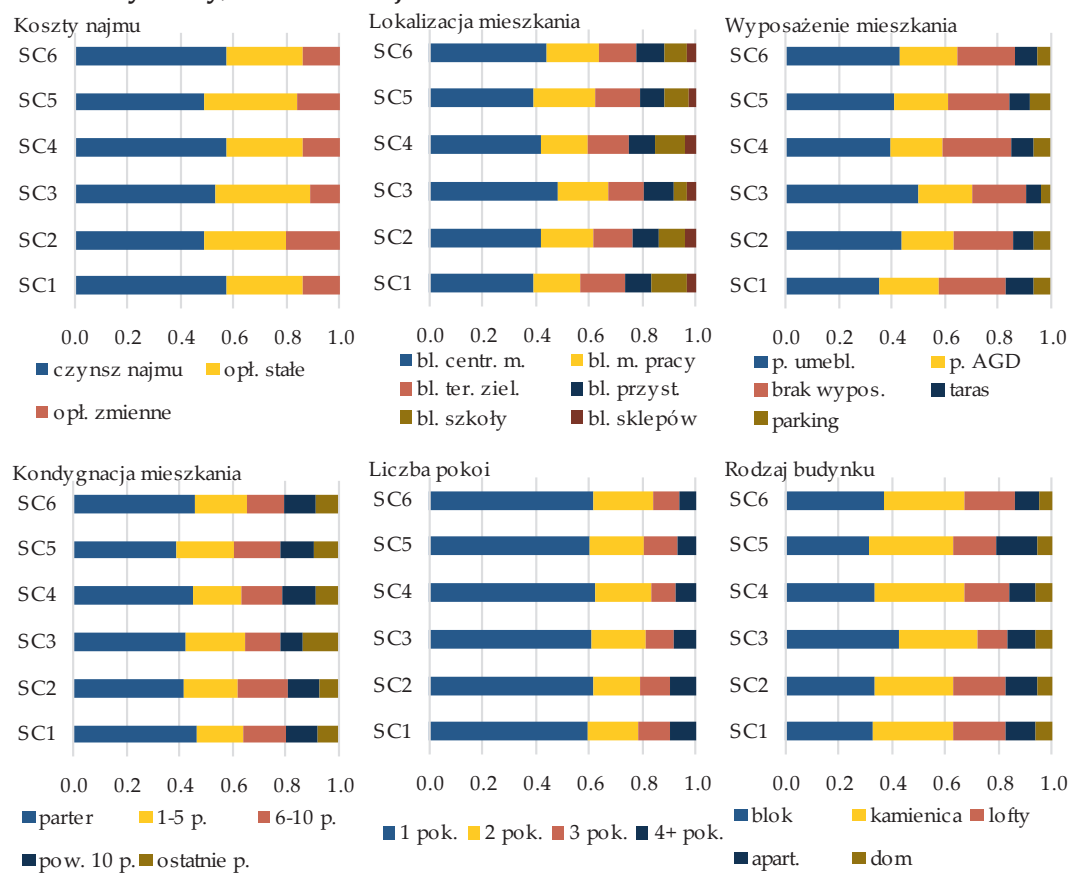 Koszty najmu
SC6
SC5
SC4
SC3
SC2
SC1
0.0 0.2 0.4 0.6 0.8 1.0
czynsz najmu opł. stałe
opł. zmienne
Lokalizacja mieszkania
SC6
SC5
SC4
SC3
SC2
SC1
0.0 0.2 0.4 0.6 0.8 1.0
bl. centr. m. bl. m. pracy
bl. ter. ziel. bl. przyst.
bl. szkoły bl. sklepów
Wyposażenie mieszkania
SC6
SC5
SC4
SC3
SC2
SC1
0.0 0.2 0.4 0.6 0.8 1.0
p. umebl. p. AGD
brak wypos. taras
parking
Kondygnacja mieszkania
SC6
SC5
SC4
SC3
SC2
SC1
0.0 0.2 0.4 0.6 0.8 1.0
parter 1-5 p. 6-10 p.
pow. 10 p. ostatnie p.
Liczba pokoi
SC6
SC5
SC4
SC3
SC2
SC1
0.0 0.2 0.4 0.6 0.8 1.0
1 pok. 2 pok. 3 pok. 4+ pok.
Rodzaj budynku
SC6
SC5
SC4
SC3
SC2
SC1
0.0 0.2 0.4 0.6 0.8 1.0
blok kamienica lofty
apart. dom